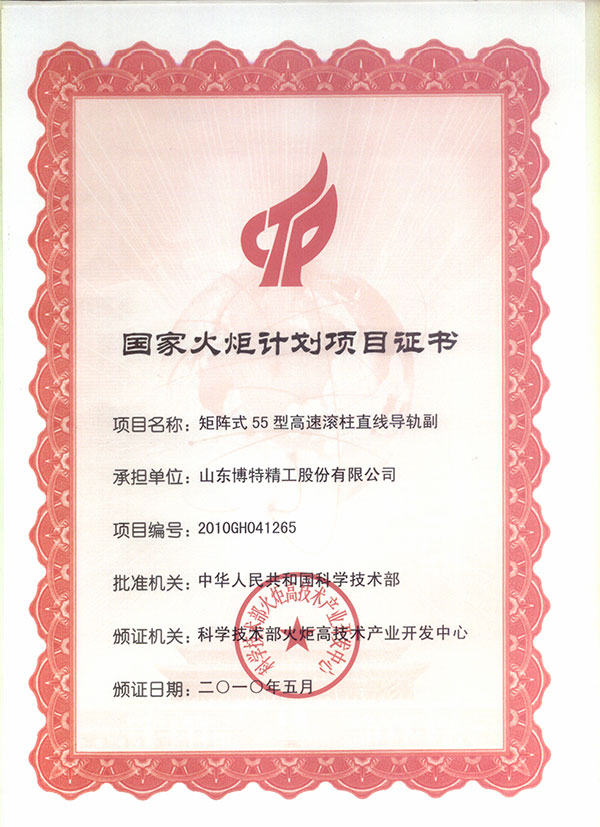 CTP
国家火炬计划项目证书
项目名称：矩阵式55型高速滚柱直线导轨副
承担单位：山东博特精工股份有限公司
项目编号：2010GH041265
批准机关：中华人民共和国科学技术部
颁证机关：科学技术部火炬高技术产业开发中心
颁证日期：二〇一〇年五月
科学技术部火炬高技术产业开发中心